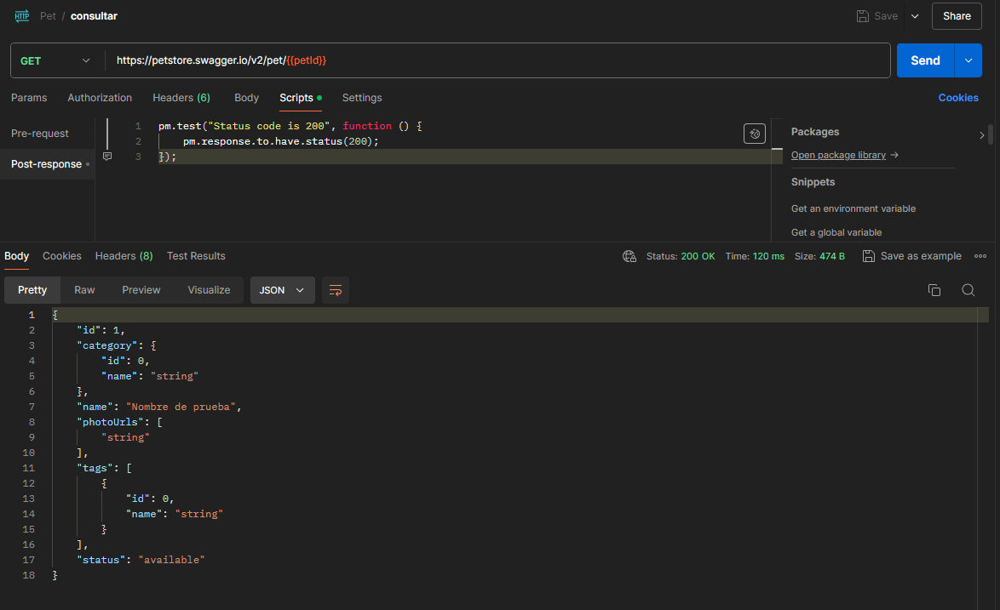 HTTP Pet / consultar Save Share
GET https://petstore.swagger.io/v2/pet/{{petId}} Send
Params Authorization Headers (6) Body Scripts Settings Cookies
Pre-request
Post-response
1 pm.test("Status code is 200", function () {
2 pm.response.to.have.status(200);
3 });
Packages
Open package library →
Snippets
Get an environment variable
Get a global variable
Body Cookies Headers (8) Test Results Status: 200 OK Time: 120 ms Size: 474 B Save as example
Pretty Raw Preview Visualize JSON
1 {
2 "id": 1,
3 "category": {
4 "id": 0,
5 "name": "string"
6 },
7 "name": "Nombre de prueba",
8 "photoUrls": [
9 "string"
10 ],
11 "tags": [
12 {
13 "id": 0,
14 "name": "string"
15 }
16 ],
17 "status": "available"
18 }